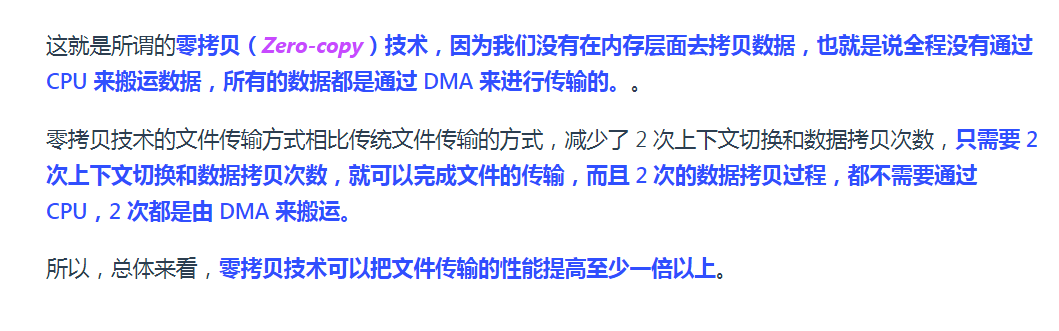 这就是所谓的零拷贝（Zero-copy）技术，因为我们没有在内存层面去拷贝数据，也就是说全程没有通过
CPU 来搬运数据，所有的数据都是通过 DMA 来进行传输的。。
零拷贝技术的文件传输方式相比传统文件传输的方式，减少了 2 次上下文切换和数据拷贝次数，只需要 2
次上下文切换和数据拷贝次数，就可以完成文件的传输，而且 2 次的数据拷贝过程，都不需要通过
CPU，2 次都是由 DMA 来搬运。
所以，总体来看，零拷贝技术可以把文件传输的性能提高至少一倍以上。